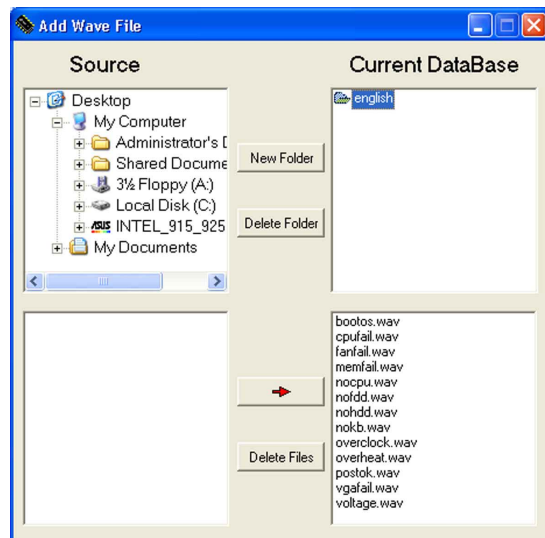 Add Wave File
Source
Current DataBase
Desktop
My Computer
Administrator's D
Shared Docume
3½ Floppy (A:)
Local Disk (C:)
ASUS INTEL_915_925
My Documents
english
New Folder
Delete Folder
Delete Files
bootos.wav
cpufail.wav
fanfail.wav
memfail.wav
nocpu.wav
nofdd.wav
nohdd.wav
nokb.wav
overclock.wav
overheat.wav
postok.wav
vgafail.wav
voltage.wav